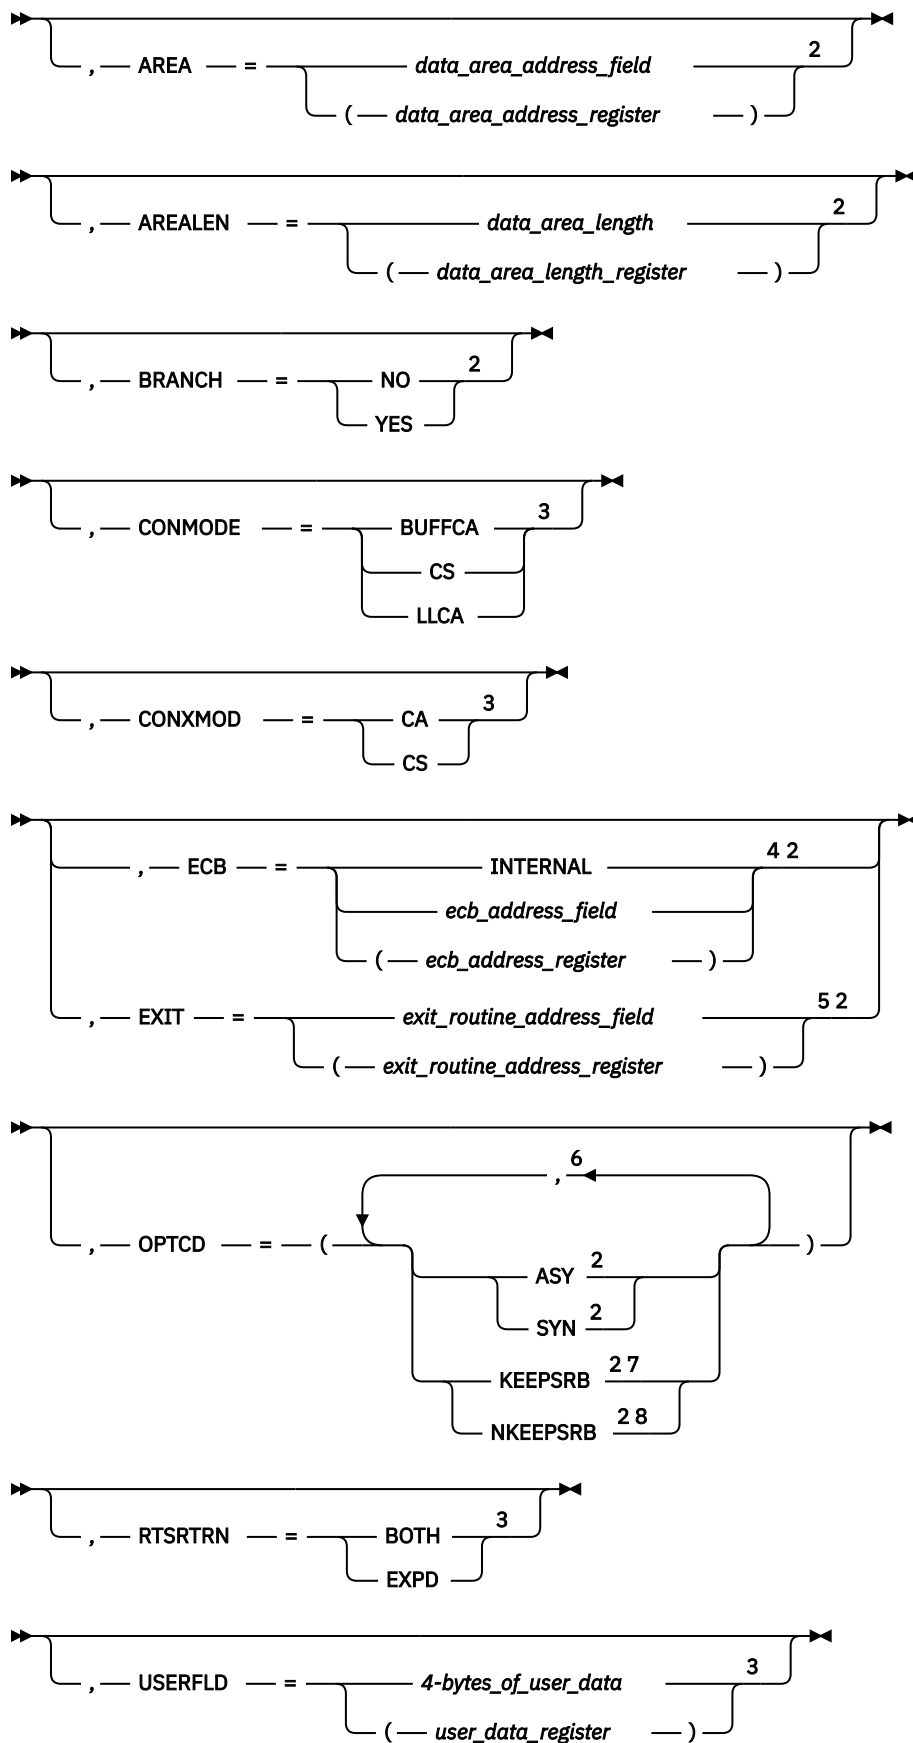 , AREA = data_area_address_field 2
( data_area_address_register )
, AREALEN = data_area_length 2
( data_area_length_register )
, BRANCH = NO 2
YES
, CONMODE = BUFFCA 3
CS
LLCA
, CONXMOD = CA 3
CS
, ECB = INTERNAL 4 2
ecb_address_field
( ecb_address_register )
, EXIT = exit_routine_address_field 5 2
( exit_routine_address_register )
, 6
, OPTCD = ( )
ASY 2
SYN 2
KEEPSRB 2 7
NKEEPSRB 2 8
, RTSRTRN = BOTH 3
EXPD
, USERFLD = 4-bytes_of_user_data 3
( user_data_register )